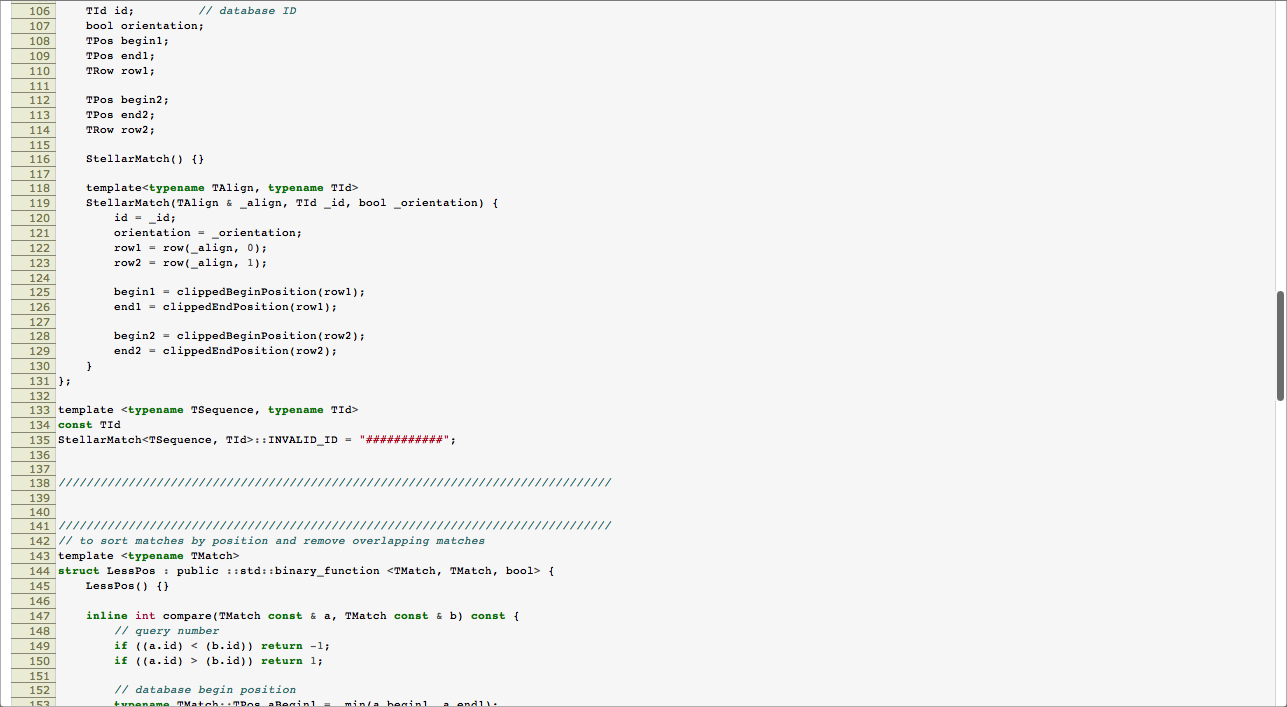 106 TId id; // database ID
107 bool orientation;
108 TPos begin1;
109 TPos end1;
110 TRow row1;
111
112 TPos begin2;
113 TPos end2;
114 TRow row2;
115
116 StellarMatch() {}
117
118 template<typename TAlign, typename TId>
119 StellarMatch(TAlign & _align, TId _id, bool _orientation) {
120 id = _id;
121 orientation = _orientation;
122 row1 = row(_align, 0);
123 row2 = row(_align, 1);
124
125 begin1 = clippedBeginPosition(row1);
126 end1 = clippedEndPosition(row1);
127
128 begin2 = clippedBeginPosition(row2);
129 end2 = clippedEndPosition(row2);
130 }
131 };
132
133 template <typename TSequence, typename TId>
134 const TId
135 StellarMatch<TSequence, TId>::INVALID_ID = "###########";
136
137
138 ///////////////////////////////////////////////////////////////////////////////
139
140
141 ///////////////////////////////////////////////////////////////////////////////
142 // to sort matches by position and remove overlapping matches
143 template <typename TMatch>
144 struct LessPos : public ::std::binary_function <TMatch, TMatch, bool> {
145 LessPos() {}
146
147 inline int compare(TMatch const & a, TMatch const & b) const {
148 // query number
149 if ((a.id) < (b.id)) return -1;
150 if ((a.id) > (b.id)) return 1;
151
152 // database begin position
153 typename TMatch::TPos aBegin1 = _min(a.begin1, a.end1);